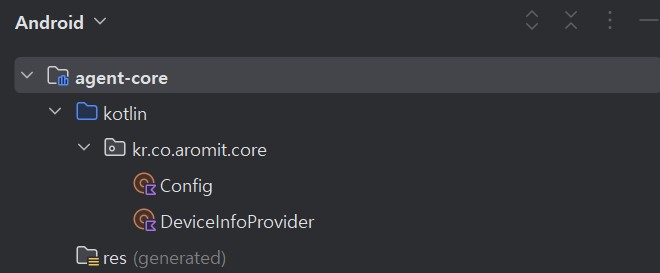 Android
agent-core
kotlin
kr.co.aromit.core
Config
DeviceInfoProvider
res (generated)